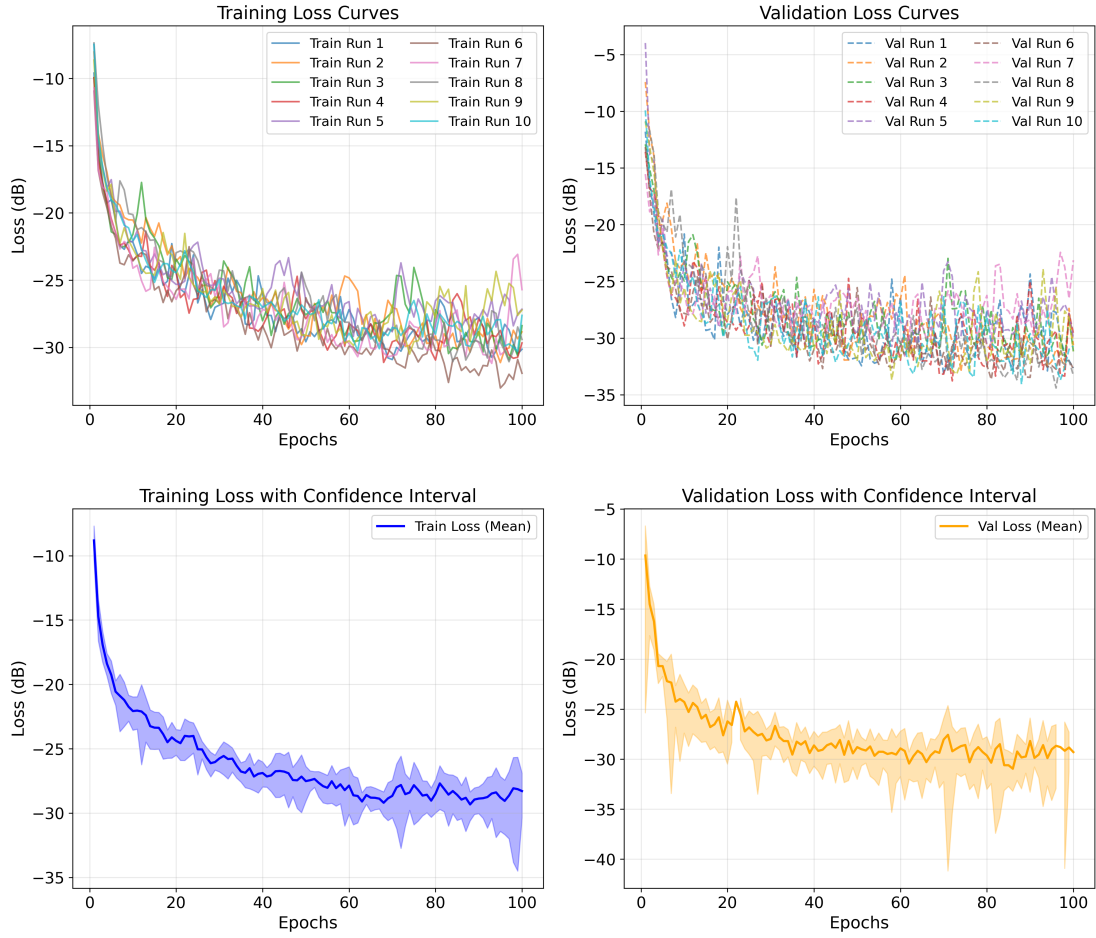 Training Loss Curves
Loss (dB)
−10
−15
−20
−25
−30
Train Run 1
Train Run 2
Train Run 3
Train Run 4
Train Run 5
Train Run 6
Train Run 7
Train Run 8
Train Run 9
Train Run 10
0 20 40 60 80 100
Epochs
Validation Loss Curves
Loss (dB)
−5
−10
−15
−20
−25
−30
−35
Val Run 1
Val Run 2
Val Run 3
Val Run 4
Val Run 5
Val Run 6
Val Run 7
Val Run 8
Val Run 9
Val Run 10
0 20 40 60 80 100
Epochs
Training Loss with Confidence Interval
Loss (dB)
−10
−15
−20
−25
−30
−35
Train Loss (Mean)
0 20 40 60 80 100
Epochs
Validation Loss with Confidence Interval
Loss (dB)
−5
−10
−15
−20
−25
−30
−35
−40
Val Loss (Mean)
0 20 40 60 80 100
Epochs